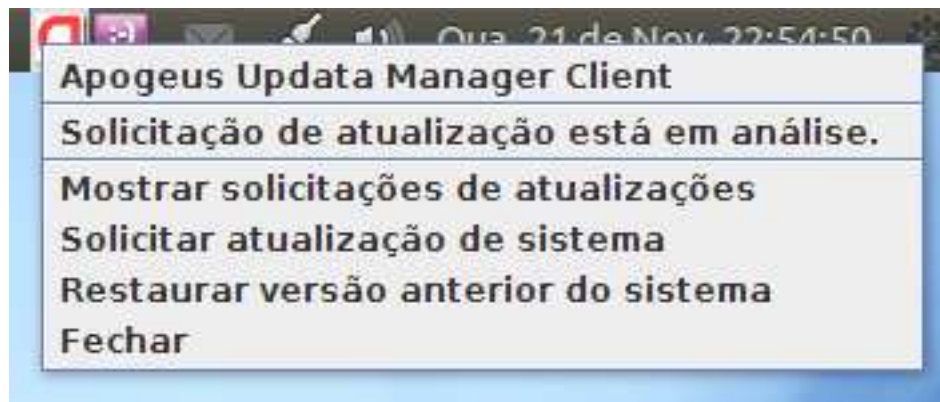 Qua, 21 de Nov, 22:54:50
Apogeus Updata Manager Client
Solicitação de atualização está em análise.
Mostrar solicitações de atualizações
Solicitar atualização de sistema
Restaurar versão anterior do sistema
Fechar